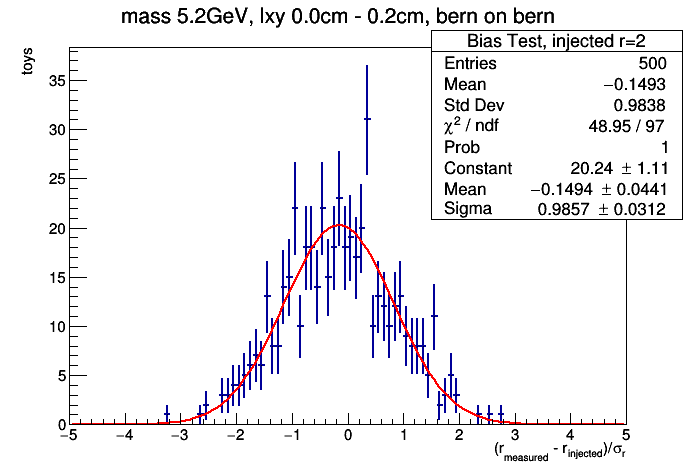 mass 5.2GeV, lxy 0.0cm - 0.2cm, bern on bern
Bias Test, injected r=2
Entries 500
Mean −0.1493
Std Dev 0.9838
χ² / ndf 48.95 / 97
Prob 1
Constant 20.24 ± 1.11
Mean −0.1494 ± 0.0441
Sigma 0.9857 ± 0.0312
toys
35
30
25
20
15
10
5
0
−5 −4 −3 −2 −1 0 1 2 3 4 5
(r_measured - r_injected)/σ_r